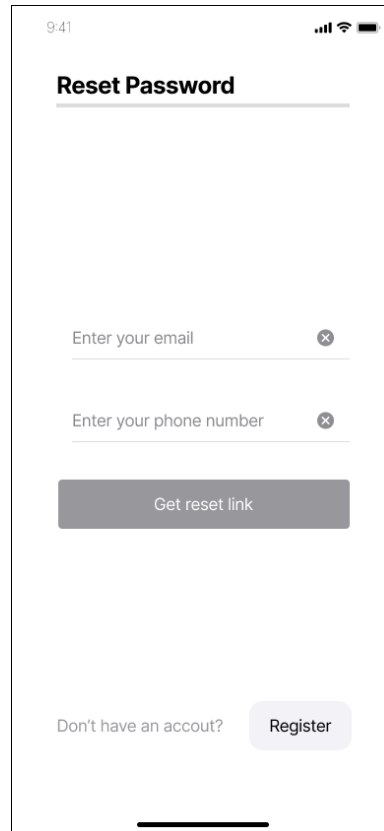 9:41
Reset Password
Enter your email
Enter your phone number
Get reset link
Don't have an accout? Register